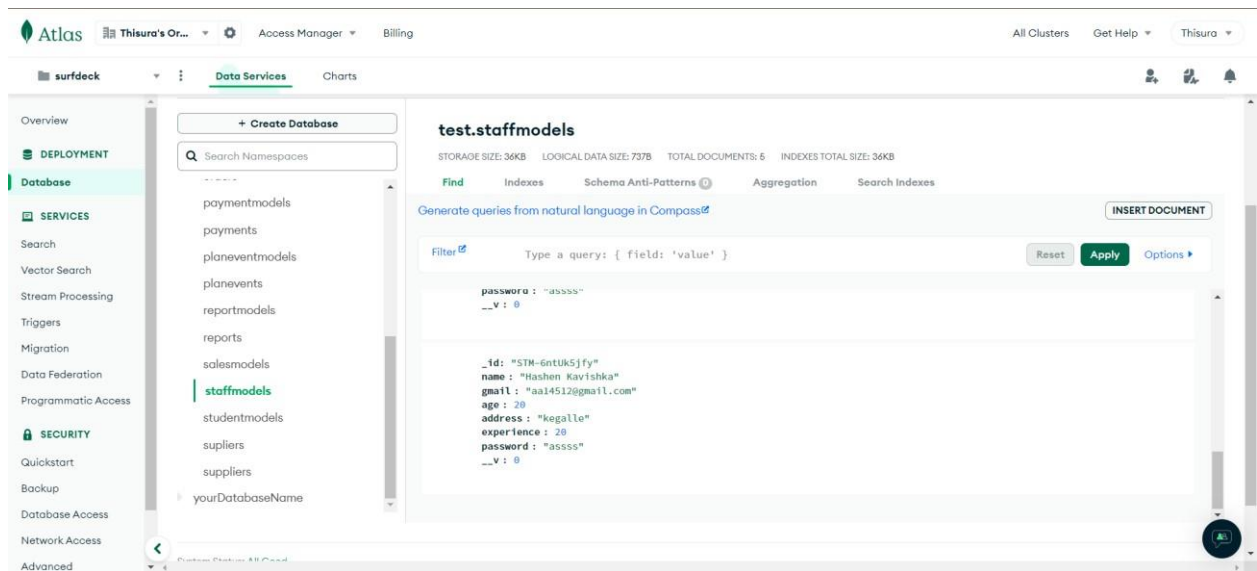 Atlas Thisura's Or... Access Manager Billing All Clusters Get Help Thisura
surfdeck Data Services Charts
Overview
DEPLOYMENT
Database
SERVICES
Search
Vector Search
Stream Processing
Triggers
Migration
Data Federation
Programmatic Access
SECURITY
Quickstart
Backup
Database Access
Network Access
Advanced
+ Create Database
Search Namespaces
paymentmodels
payments
planeventmodels
planevents
reportmodels
reports
salesmodels
staffmodels
studentmodels
supliers
suppliers
yourDatabaseName
test.staffmodels
STORAGE SIZE: 36KB LOGICAL DATA SIZE: 737B TOTAL DOCUMENTS: 5 INDEXES TOTAL SIZE: 36KB
Find Indexes Schema Anti-Patterns 0 Aggregation Search Indexes
Generate queries from natural language in Compass
INSERT DOCUMENT
Filter Type a query: { field: 'value' } Reset Apply Options
password : "assss"
__v : 0
_id: "STM-6ntUk5jfy"
name : "Hashen Kavishka"
gmail : "aa14512@gmail.com"
age : 20
address : "kegalle"
experience : 20
password : "assss"
__v : 0
System Status: All Good